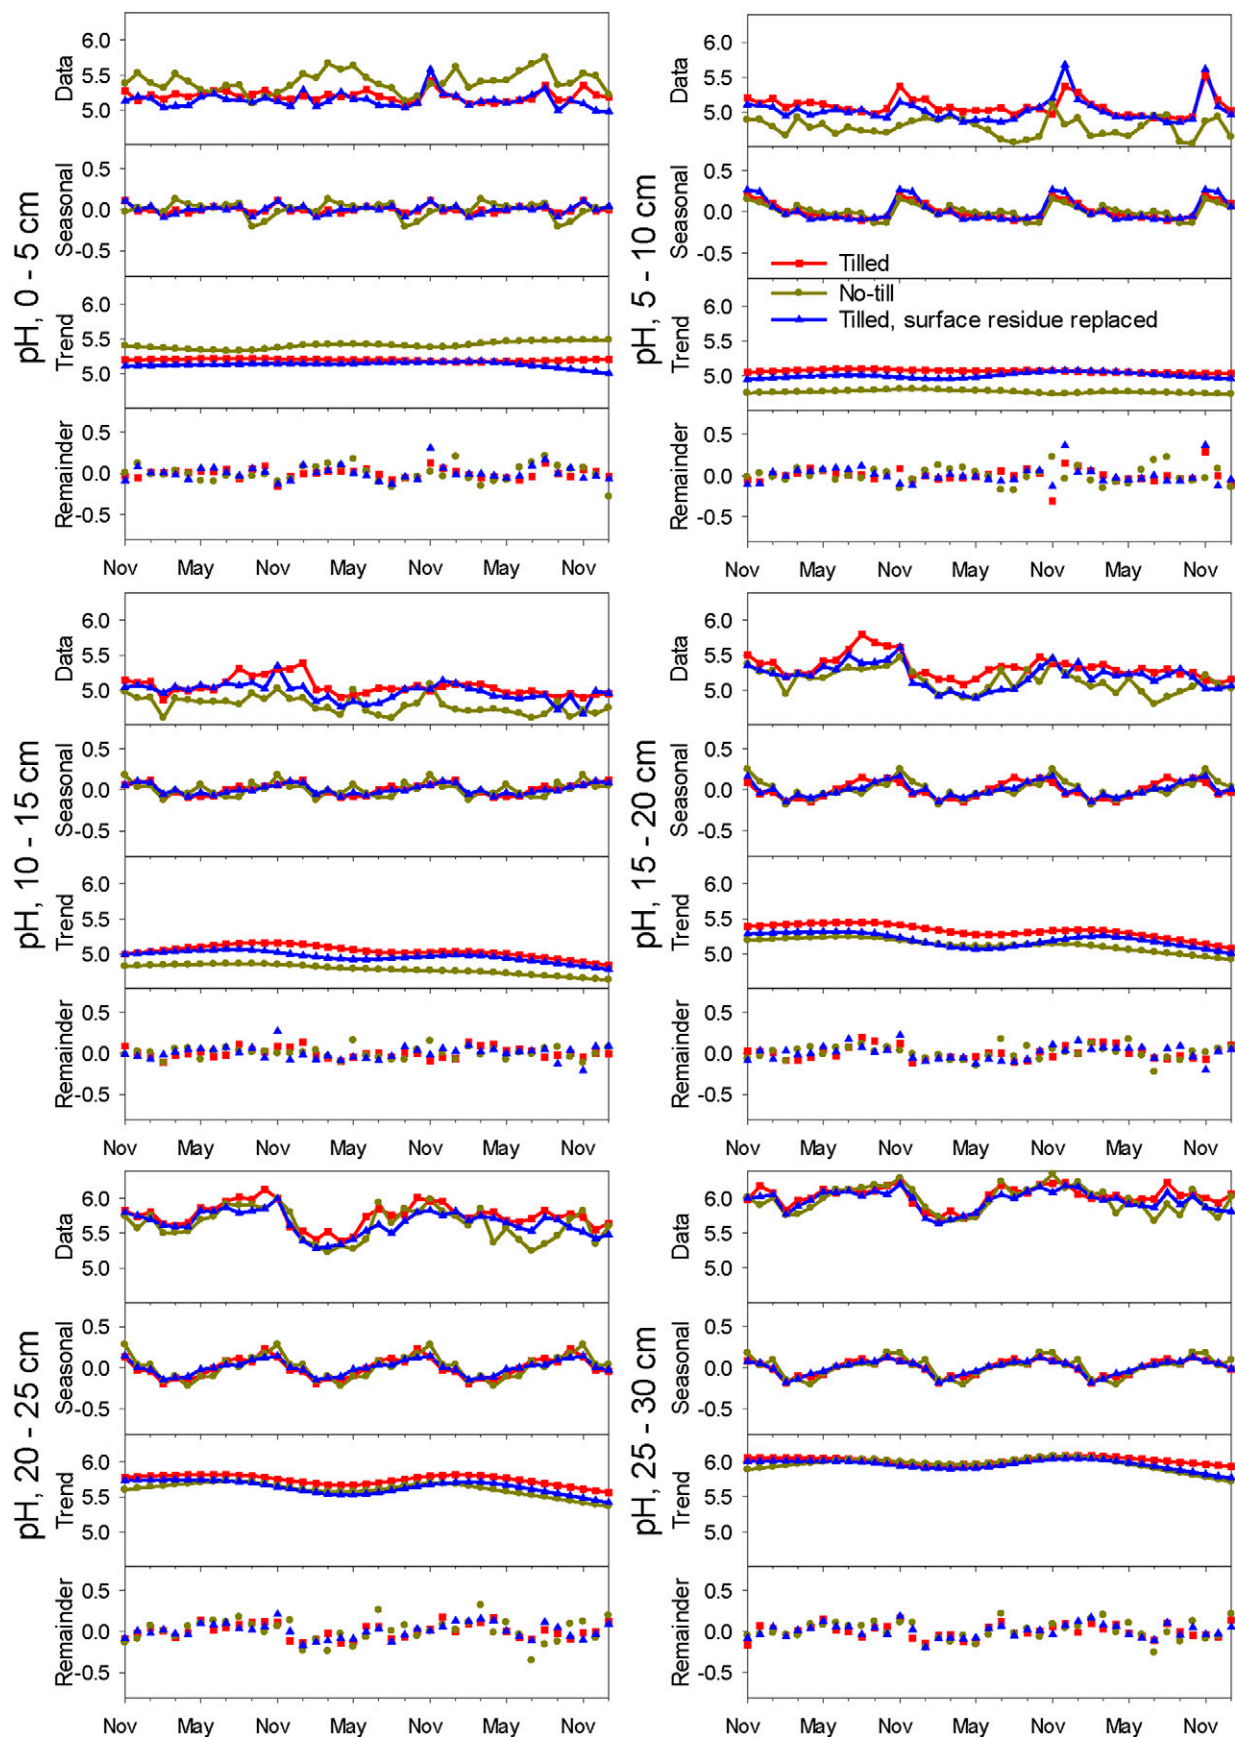 pH, 0 - 5 cm
Data
6.0
5.5
5.0
Seasonal
0.5
0.0
-0.5
Trend
6.0
5.5
5.0
Remainder
0.5
0.0
-0.5
Nov May Nov May Nov May Nov
pH, 5 - 10 cm
Data
6.0
5.5
5.0
Seasonal
0.5
0.0
-0.5
Tilled
No-till
Tilled, surface residue replaced
Trend
6.0
5.5
5.0
Remainder
0.5
0.0
-0.5
Nov May Nov May Nov May Nov
pH, 10 - 15 cm
Data
6.0
5.5
5.0
Seasonal
0.5
0.0
-0.5
Trend
6.0
5.5
5.0
Remainder
0.5
0.0
-0.5
Nov May Nov May Nov May Nov
pH, 15 - 20 cm
Data
6.0
5.5
5.0
Seasonal
0.5
0.0
-0.5
Trend
6.0
5.5
5.0
Remainder
0.5
0.0
-0.5
Nov May Nov May Nov May Nov
pH, 20 - 25 cm
Data
6.0
5.5
5.0
Seasonal
0.5
0.0
-0.5
Trend
6.0
5.5
5.0
Remainder
0.5
0.0
-0.5
Nov May Nov May Nov May Nov
pH, 25 - 30 cm
Data
6.0
5.5
5.0
Seasonal
0.5
0.0
-0.5
Trend
6.0
5.5
5.0
Remainder
0.5
0.0
-0.5
Nov May Nov May Nov May Nov